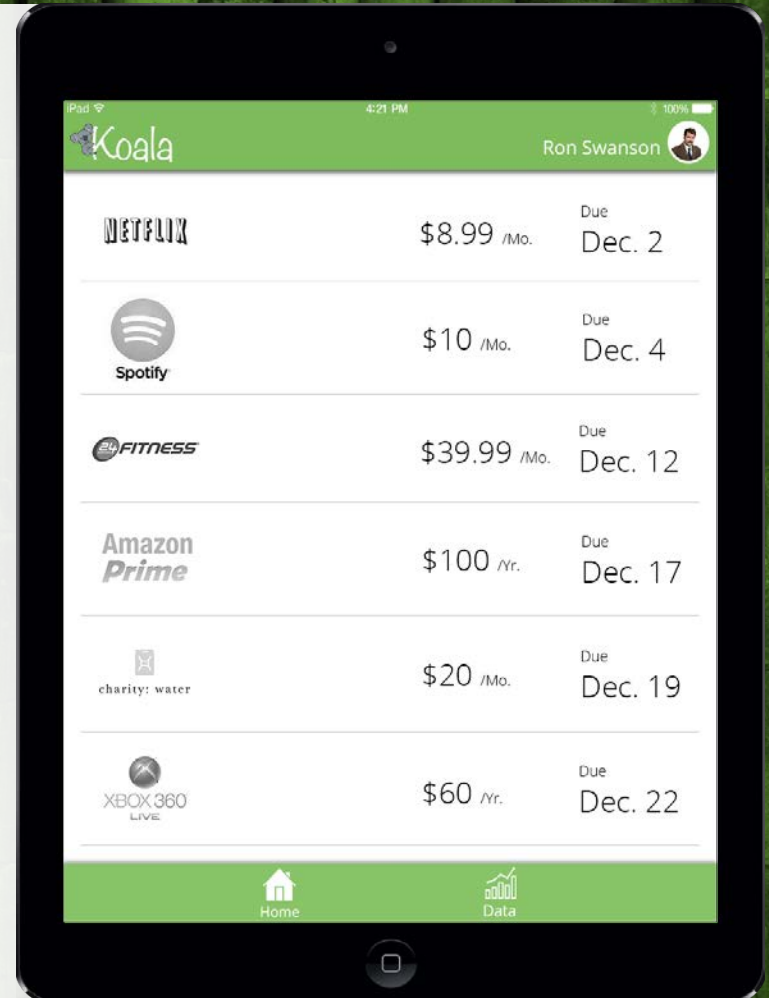 iPad 4:21 PM 100%
Koala Ron Swanson
NETFLIX $8.99 /Mo. Due Dec. 2
Spotify $10 /Mo. Due Dec. 4
24 FITNESS $39.99 /Mo. Due Dec. 12
Amazon Prime $100 /Yr. Due Dec. 17
charity: water $20 /Mo. Due Dec. 19
XBOX 360 LIVE $60 /Yr. Due Dec. 22
Home Data